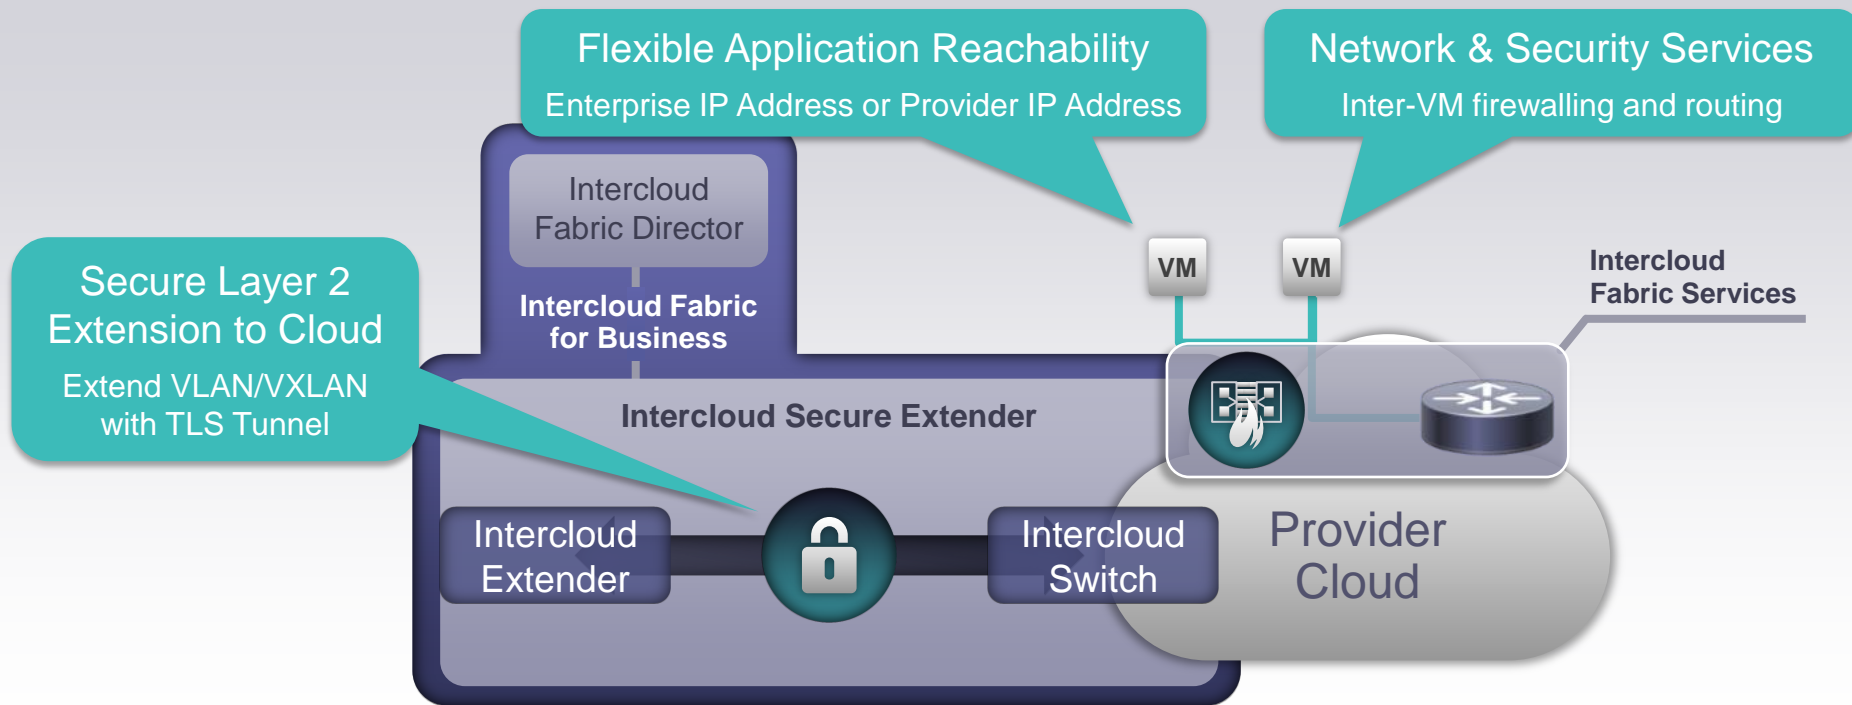 Flexible Application Reachability
Enterprise IP Address or Provider IP Address
Network & Security Services
Inter-VM firewalling and routing
Intercloud
Fabric Director
Secure Layer 2
Extension to Cloud
Extend VLAN/VXLAN
with TLS Tunnel
Intercloud Fabric
for Business
VM
VM
Intercloud
Fabric Services
Intercloud Secure Extender
Intercloud
Extender
Intercloud
Switch
Provider
Cloud